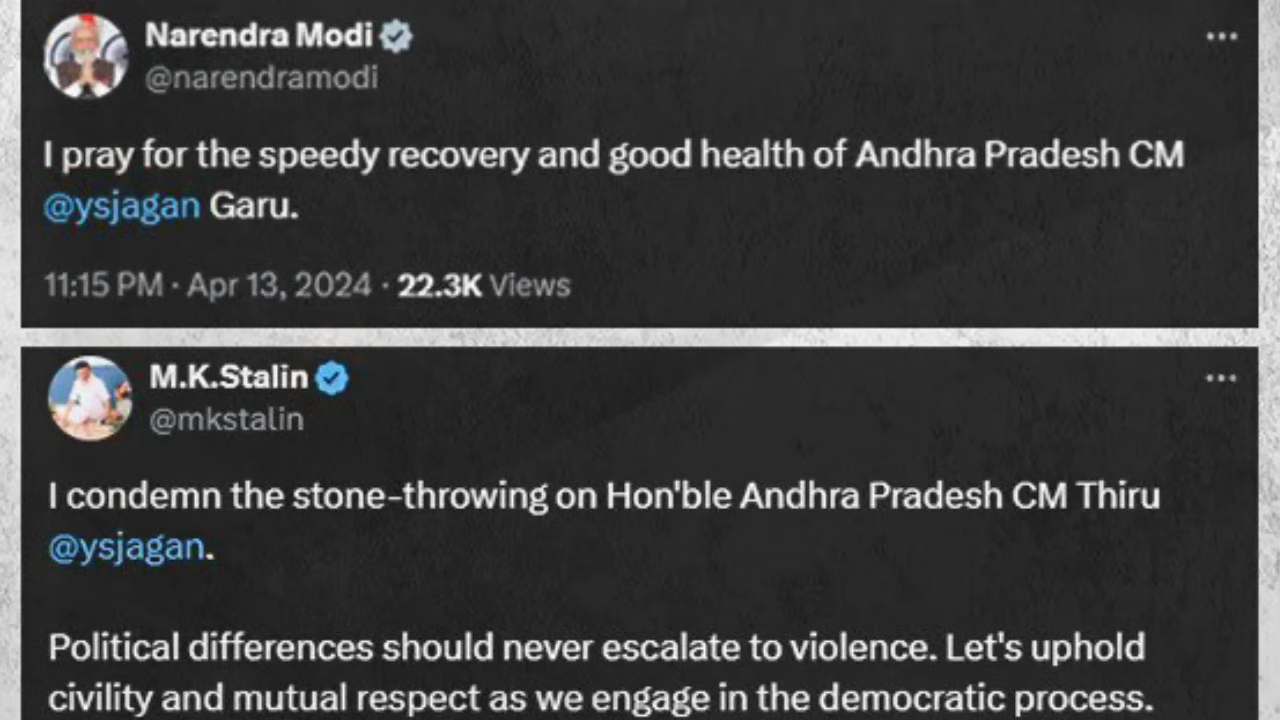 Narendra Modi
@narendramodi
I pray for the speedy recovery and good health of Andhra Pradesh CM
@ysjagan Garu.
11:15 PM · Apr 13, 2024 · 22.3K Views
M.K.Stalin
@mkstalin
I condemn the stone-throwing on Hon'ble Andhra Pradesh CM Thiru
@ysjagan.
Political differences should never escalate to violence. Let's uphold
civility and mutual respect as we engage in the democratic process.